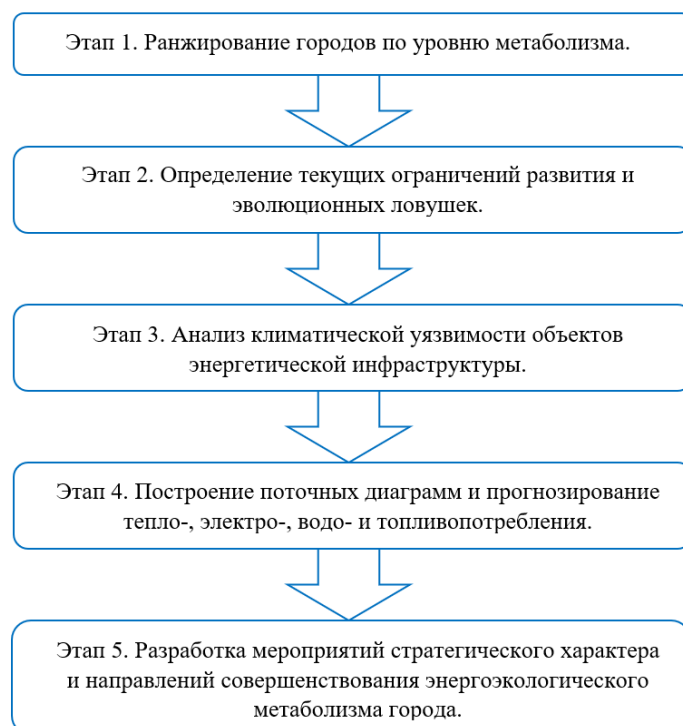 Этап 1. Ранжирование городов по уровню метаболизма.
Этап 2. Определение текущих ограничений развития и
эволюционных ловушек.
Этап 3. Анализ климатической уязвимости объектов
энергетической инфраструктуры.
Этап 4. Построение поточных диаграмм и прогнозирование
тепло-, электро-, водо- и топливопотребления.
Этап 5. Разработка мероприятий стратегического характера
и направлений совершенствования энергоэкологического
метаболизма города.